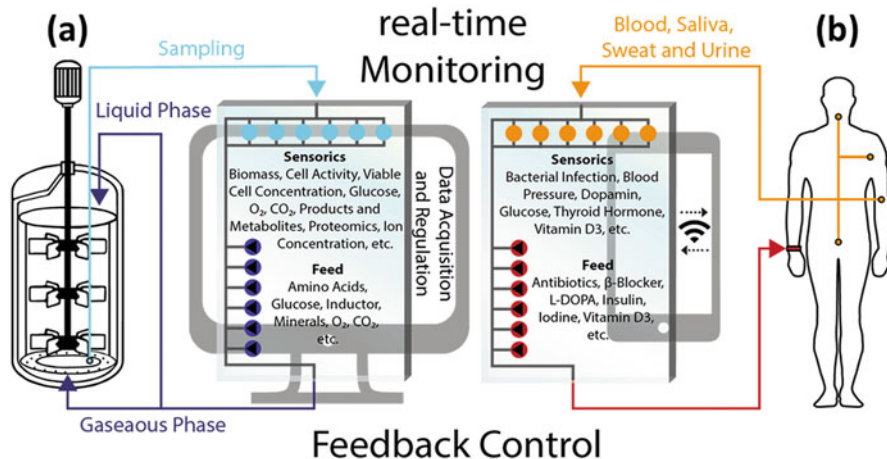 (a)
real-time
Monitoring
(b)
Sampling
Blood, Saliva,
Sweat and Urine
Liquid Phase
Sensorics
Biomass, Cell Activity, Viable
Cell Concentration, Glucose,
O₂, CO₂, Products and
Metabolites, Proteomics, Ion
Concentration, etc.
Feed
Amino Acids,
Glucose, Inductor,
Minerals, O₂, CO₂,
etc.
Data Acquisition
and Regulation
Sensorics
Bacterial Infection, Blood
Pressure, Dopamin,
Glucose, Thyroid Hormone,
Vitamin D3, etc.
Feed
Antibiotics, β-Blocker,
L-DOPA, Insulin,
Iodine, Vitamin D3,
etc.
Gaseaous Phase
Feedback Control